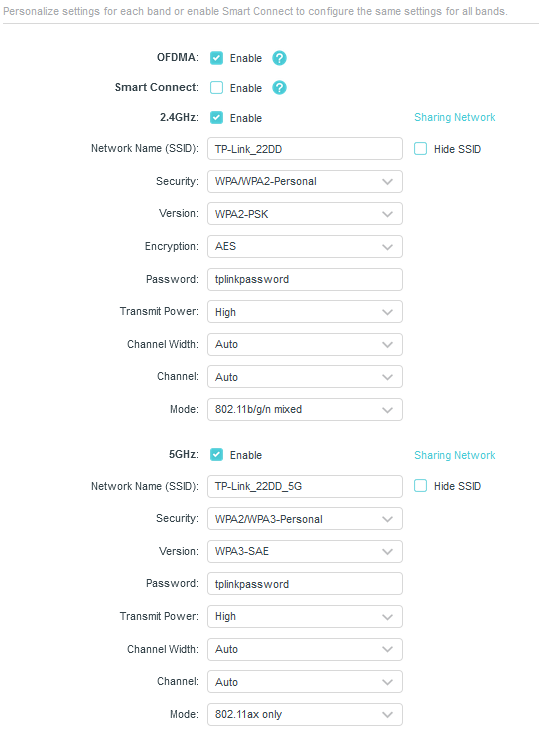 Personalize settings for each band or enable Smart Connect to configure the same settings for all bands.
OFDMA: Enable ?
Smart Connect: Enable ?
2.4GHz: Enable Sharing Network
Network Name (SSID): TP-Link_22DD Hide SSID
Security: WPA/WPA2-Personal
Version: WPA2-PSK
Encryption: AES
Password: tplinkpassword
Transmit Power: High
Channel Width: Auto
Channel: Auto
Mode: 802.11b/g/n mixed
5GHz: Enable Sharing Network
Network Name (SSID): TP-Link_22DD_5G Hide SSID
Security: WPA2/WPA3-Personal
Version: WPA3-SAE
Password: tplinkpassword
Transmit Power: High
Channel Width: Auto
Channel: Auto
Mode: 802.11ax only